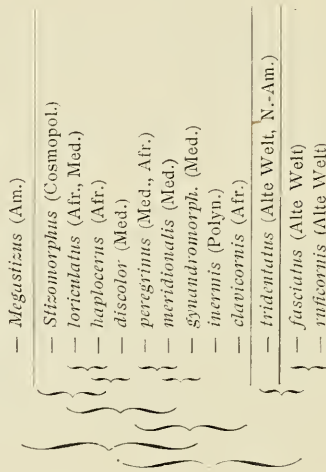 — Megastizus (Am.)
— Stizomorphus (Cosmopol.)
— loriculatus (Afr., Med.)
— haplocerus (Afr.)
— discolor (Med.)
— peregrinus (Med., Afr.)
— meridionalis (Med.)
— gynandromorph. (Med.)
inermis (Polyn.)
— clavicornis (Afr.)
— tridentatus (Alte Welt, N.-Am.)
— fasciatus (Alte Welt)
— ruficornis (Alte Welt)